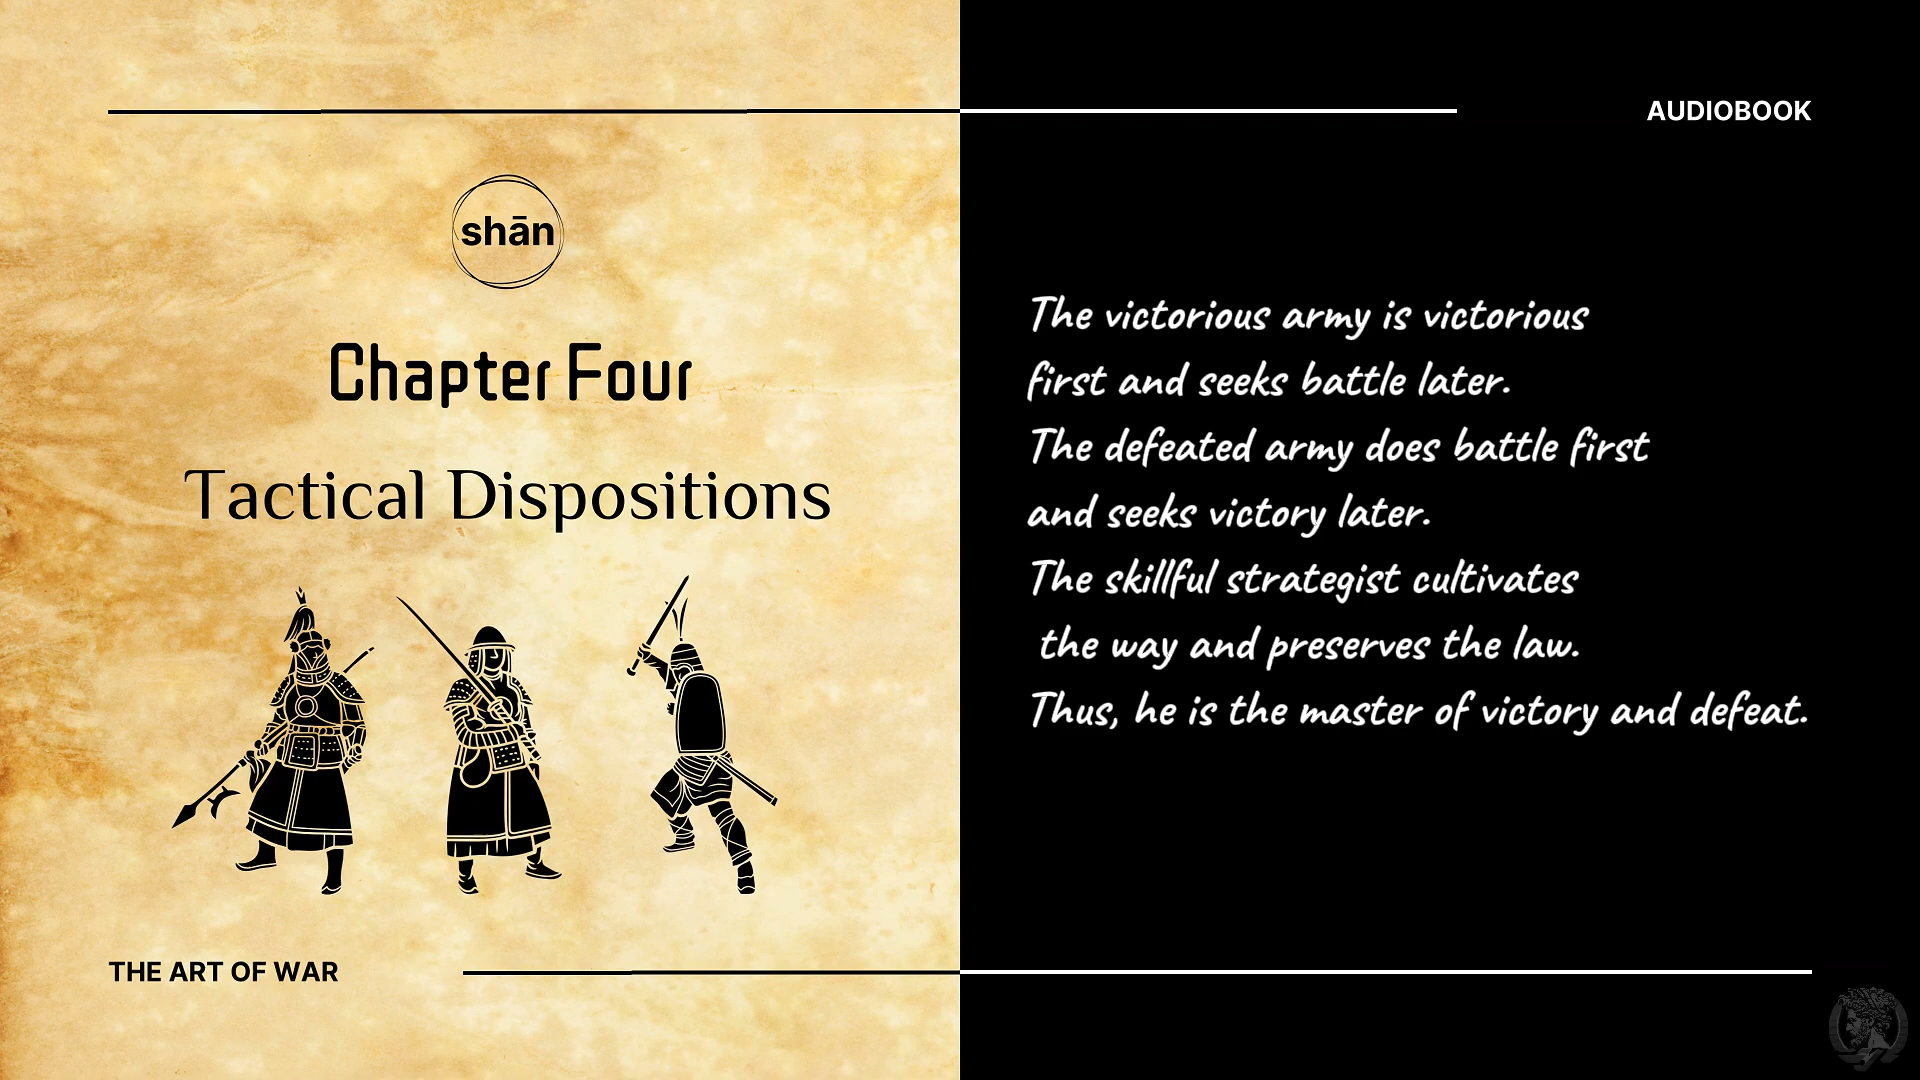 shān
Chapter Four
Tactical Dispositions
THE ART OF WAR
AUDIOBOOK
The victorious army is victorious
first and seeks battle later.
The defeated army does battle first
and seeks victory later.
The skillful strategist cultivates
the way and preserves the law.
Thus, he is the master of victory and defeat.